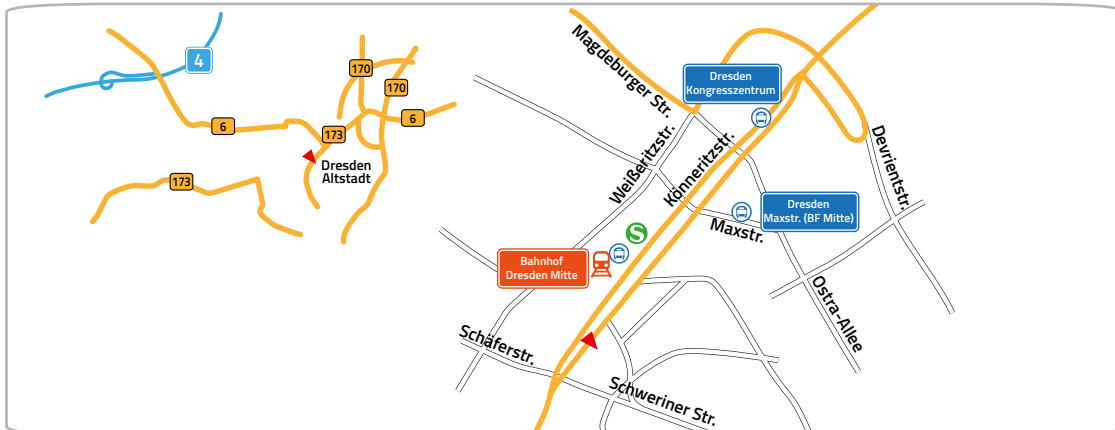 4
170
170
6
6
173
Dresden
Altstadt
173
Magdeburger Str.
Dresden
Kongresszentrum
Weißeritzstr.
Könneritzstr.
Devrientstr.
Dresden
Maxstr. (BF Mitte)
Maxstr.
S
Bahnhof
Dresden Mitte
Ostra-Allee
Schäferstr.
Schweriner Str.